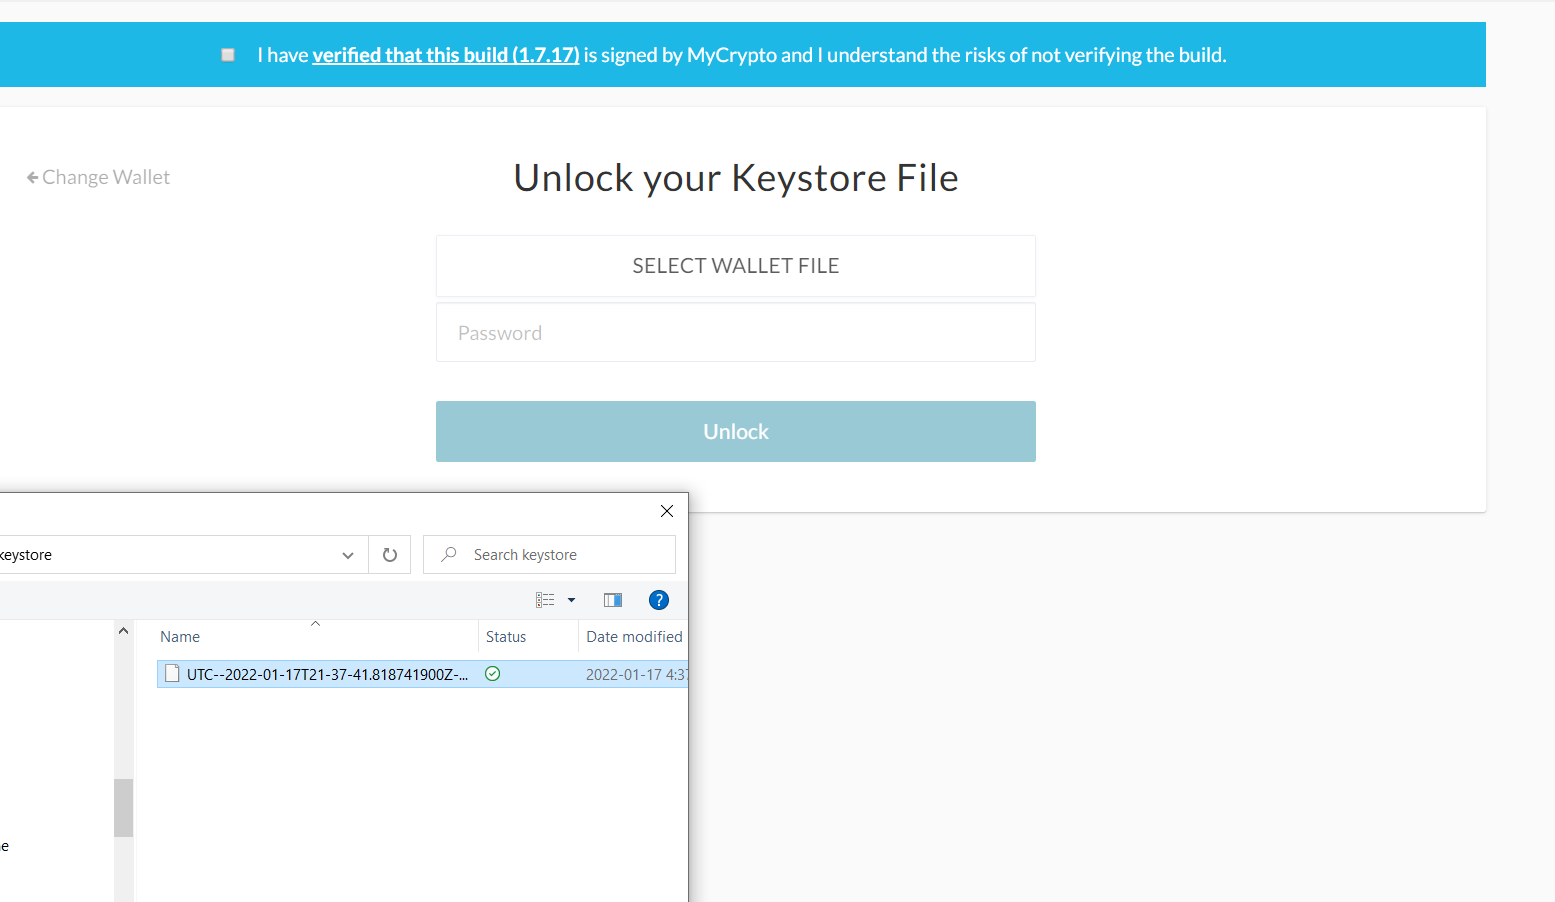 I have verified that this build (1.7.17) is signed by MyCrypto and I understand the risks of not verifying the build.
Change Wallet
Unlock your Keystore File
SELECT WALLET FILE
Password
Unlock
keystore
Search keystore
?
Name
Status
Date modified
UTC--2022-01-17T21-37-41.818741900Z-...
2022-01-17 4:37
e